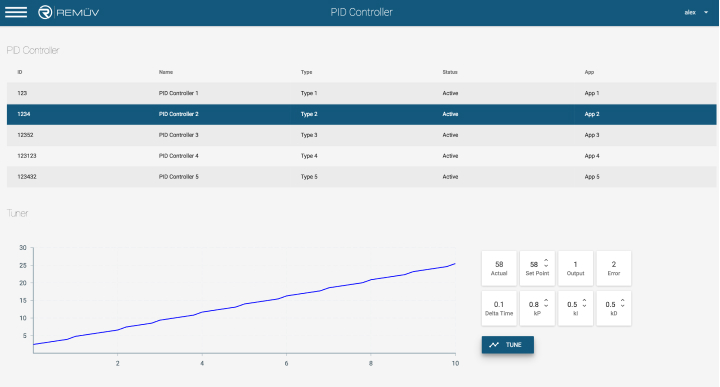 REMÜV PID Controller alex
PID Controller
ID Name Type Status App
123 PID Controller 1 Type 1 Active App 1
1234 PID Controller 2 Type 2 Active App 2
12352 PID Controller 3 Type 3 Active App 3
123123 PID Controller 4 Type 4 Active App 4
123432 PID Controller 5 Type 5 Active App 5
Tuner
30
25
20
15
10
5
2 4 6 8 10
58 58 1 2
Actual Set Point Output Error
0.1 0.8 0.5 0.5
Delta Time kP ki kD
TUNE